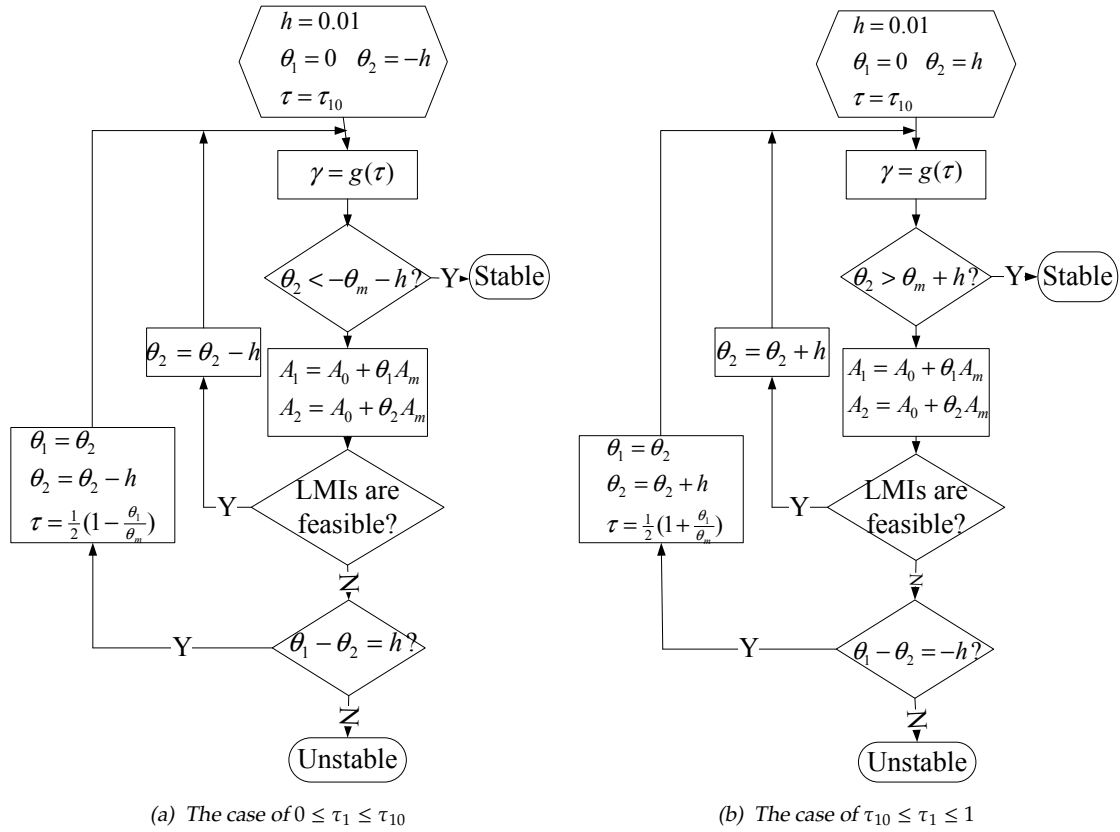 h = 0.01
θ₁ = 0   θ₂ = −h
τ = τ₁₀
γ = g(τ)
θ₂ < −θₘ − h?
Y
Stable
θ₂ = θ₂ − h
A₁ = A₀ + θ₁Aₘ
A₂ = A₀ + θ₂Aₘ
θ₁ = θ₂
θ₂ = θ₂ − h
τ = ½(1 − θ₁/θₘ)
LMIs are
feasible?
Y
N
θ₁ − θ₂ = h?
Y
N
Unstable
(a) The case of 0 ≤ τ₁ ≤ τ₁₀
h = 0.01
θ₁ = 0   θ₂ = h
τ = τ₁₀
γ = g(τ)
θ₂ > θₘ + h?
Y
Stable
θ₂ = θ₂ + h
A₁ = A₀ + θ₁Aₘ
A₂ = A₀ + θ₂Aₘ
θ₁ = θ₂
θ₂ = θ₂ + h
τ = ½(1 + θ₁/θₘ)
LMIs are
feasible?
Y
N
θ₁ − θ₂ = −h?
Y
N
Unstable
(b) The case of τ₁₀ ≤ τ₁ ≤ 1